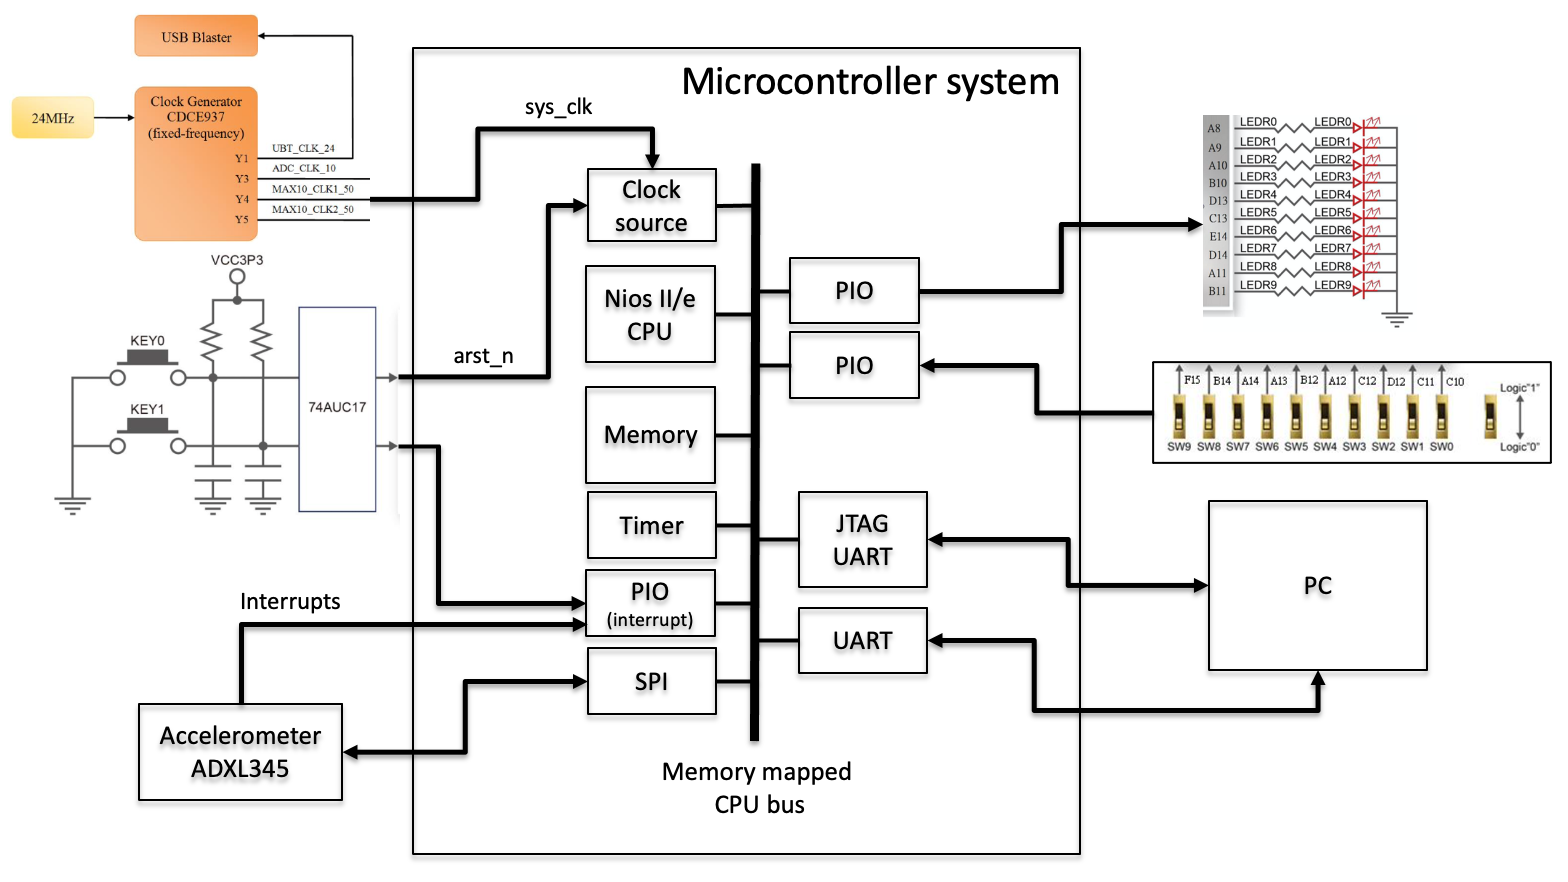 USB Blaster
24MHz
Clock Generator
CDCE937
(fixed-frequency)
Y1
UBT_CLK_24
Y3
ADC_CLK_10
Y4
MAX10_CLK1_50
Y5
MAX10_CLK2_50
VCC3P3
KEY0
KEY1
74AUC17
Microcontroller system
sys_clk
arst_n
Clock
source
Nios II/e
CPU
Memory
Timer
PIO
(interrupt)
SPI
Interrupts
Accelerometer
ADXL345
PIO
PIO
JTAG
UART
UART
Memory mapped
CPU bus
A8 LEDR0 LEDR0
A9 LEDR1 LEDR1
A10 LEDR2 LEDR2
B10 LEDR3 LEDR3
D13 LEDR4 LEDR4
C13 LEDR5 LEDR5
E14 LEDR6 LEDR6
D14 LEDR7 LEDR7
A11 LEDR8 LEDR8
B11 LEDR9 LEDR9
F15 B14 A14 A13 B12 A12 C12 D12 C11 C10
Logic"1"
SW9 SW8 SW7 SW6 SW5 SW4 SW3 SW2 SW1 SW0
Logic"0"
PC